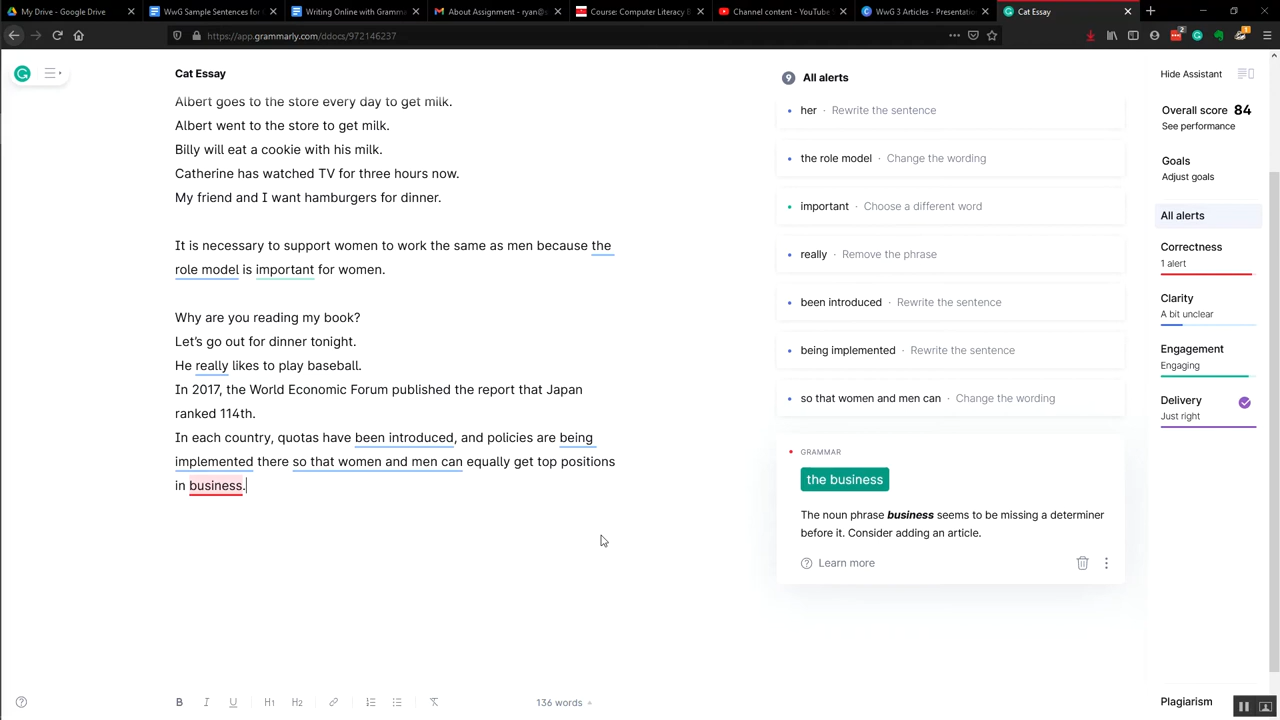 My Drive - Google Drive
WwG Sample Sentences for
Writing Online with Gramma
About Assignment - ryan@s
Course: Computer Literacy B
Channel content - YouTube
WwG 3 Articles - Presentatio
Cat Essay
https://app.grammarly.com/ddocs/972146237
Cat Essay
9 All alerts
Hide Assistant
Albert goes to the store every day to get milk.
Albert went to the store to get milk.
Billy will eat a cookie with his milk.
Catherine has watched TV for three hours now.
My friend and I want hamburgers for dinner.
It is necessary to support women to work the same as men because the
role model is important for women.
Why are you reading my book?
Let's go out for dinner tonight.
He really likes to play baseball.
In 2017, the World Economic Forum published the report that Japan
ranked 114th.
In each country, quotas have been introduced, and policies are being
implemented there so that women and men can equally get top positions
in business.
her · Rewrite the sentence
the role model · Change the wording
important · Choose a different word
really · Remove the phrase
been introduced · Rewrite the sentence
being implemented · Rewrite the sentence
so that women and men can · Change the wording
GRAMMAR
the business
The noun phrase business seems to be missing a determiner
before it. Consider adding an article.
Learn more
Overall score 84
See performance
Goals
Adjust goals
All alerts
Correctness
1 alert
Clarity
A bit unclear
Engagement
Engaging
Delivery
Just right
Plagiarism
B I U H1 H2
136 words